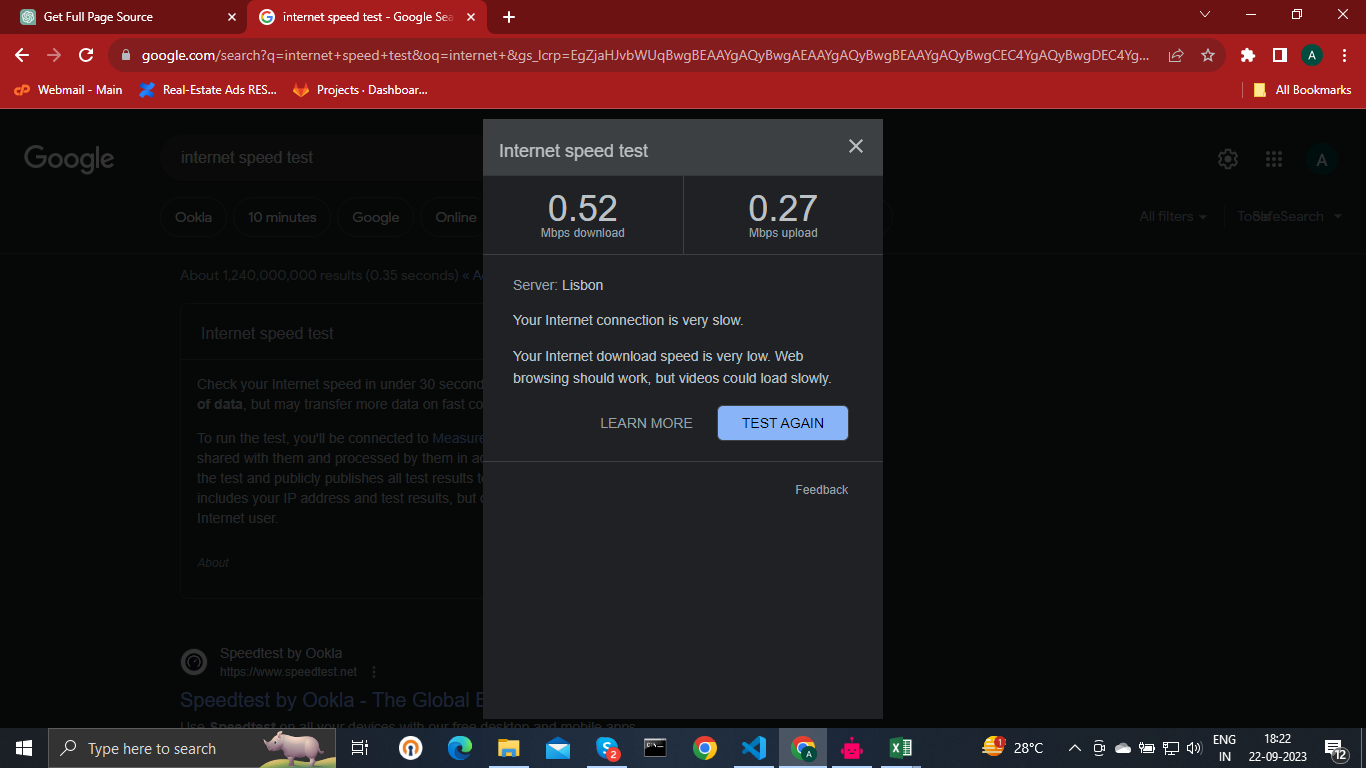 Get Full Page Source
internet speed test - Google Sea
google.com/search?q=internet+speed+test&oq=internet+&gs_lcrp=EgZjaHJvbWUqBwgBEAAYgAQyBwgAEAAYgAQyBwgBEAAYgAQyBwgCEC4YgAQyBwgDEC4Yg...
A
Webmail - Main
Real-Estate Ads RES...
Projects · Dashboar...
All Bookmarks
Google
internet speed test
A
Ookla
10 minutes
Google
Online
All filters
Tools
SafeSearch
About 1,240,000,000 results (0.35 seconds) «
Internet speed test
Check your Internet speed in under 30 second
of data, but may transfer more data on fast co
To run the test, you'll be connected to Measure
shared with them and processed by them in a
the test and publicly publishes all test results t
includes your IP address and test results, but
Internet user.
About
Speedtest by Ookla
https://www.speedtest.net
Speedtest by Ookla - The Global
Use Speedtest on all your devices with our free desktop and mobile apps.
Internet speed test
0.52
Mbps download
0.27
Mbps upload
Server: Lisbon
Your Internet connection is very slow.
Your Internet download speed is very low. Web
browsing should work, but videos could load slowly.
LEARN MORE
TEST AGAIN
Feedback
Type here to search
2
A
1
28°C
ENG
IN
18:22
22-09-2023
12